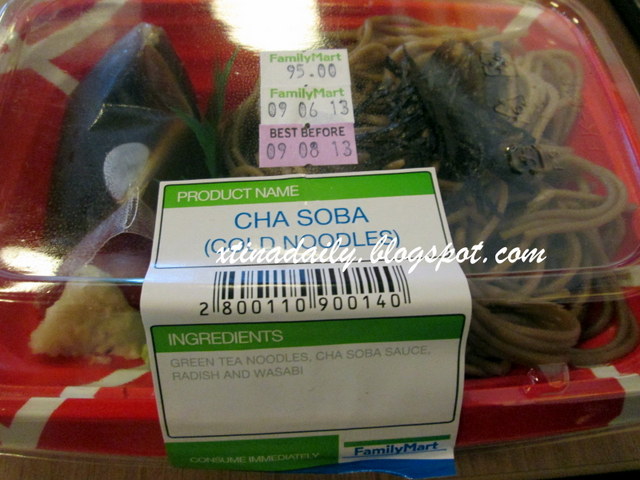 FamilyMart
95.00
FamilyMart
09 06 13
BEST BEFORE
09 08 13
PRODUCT NAME
CHA SOBA
(COLD NOODLES)
xtinadaily.blogspot.com
2 800110 900140
INGREDIENTS
GREEN TEA NOODLES, CHA SOBA SAUCE,
RADISH AND WASABI
CONSUME IMMEDIATELY
FamilyMart